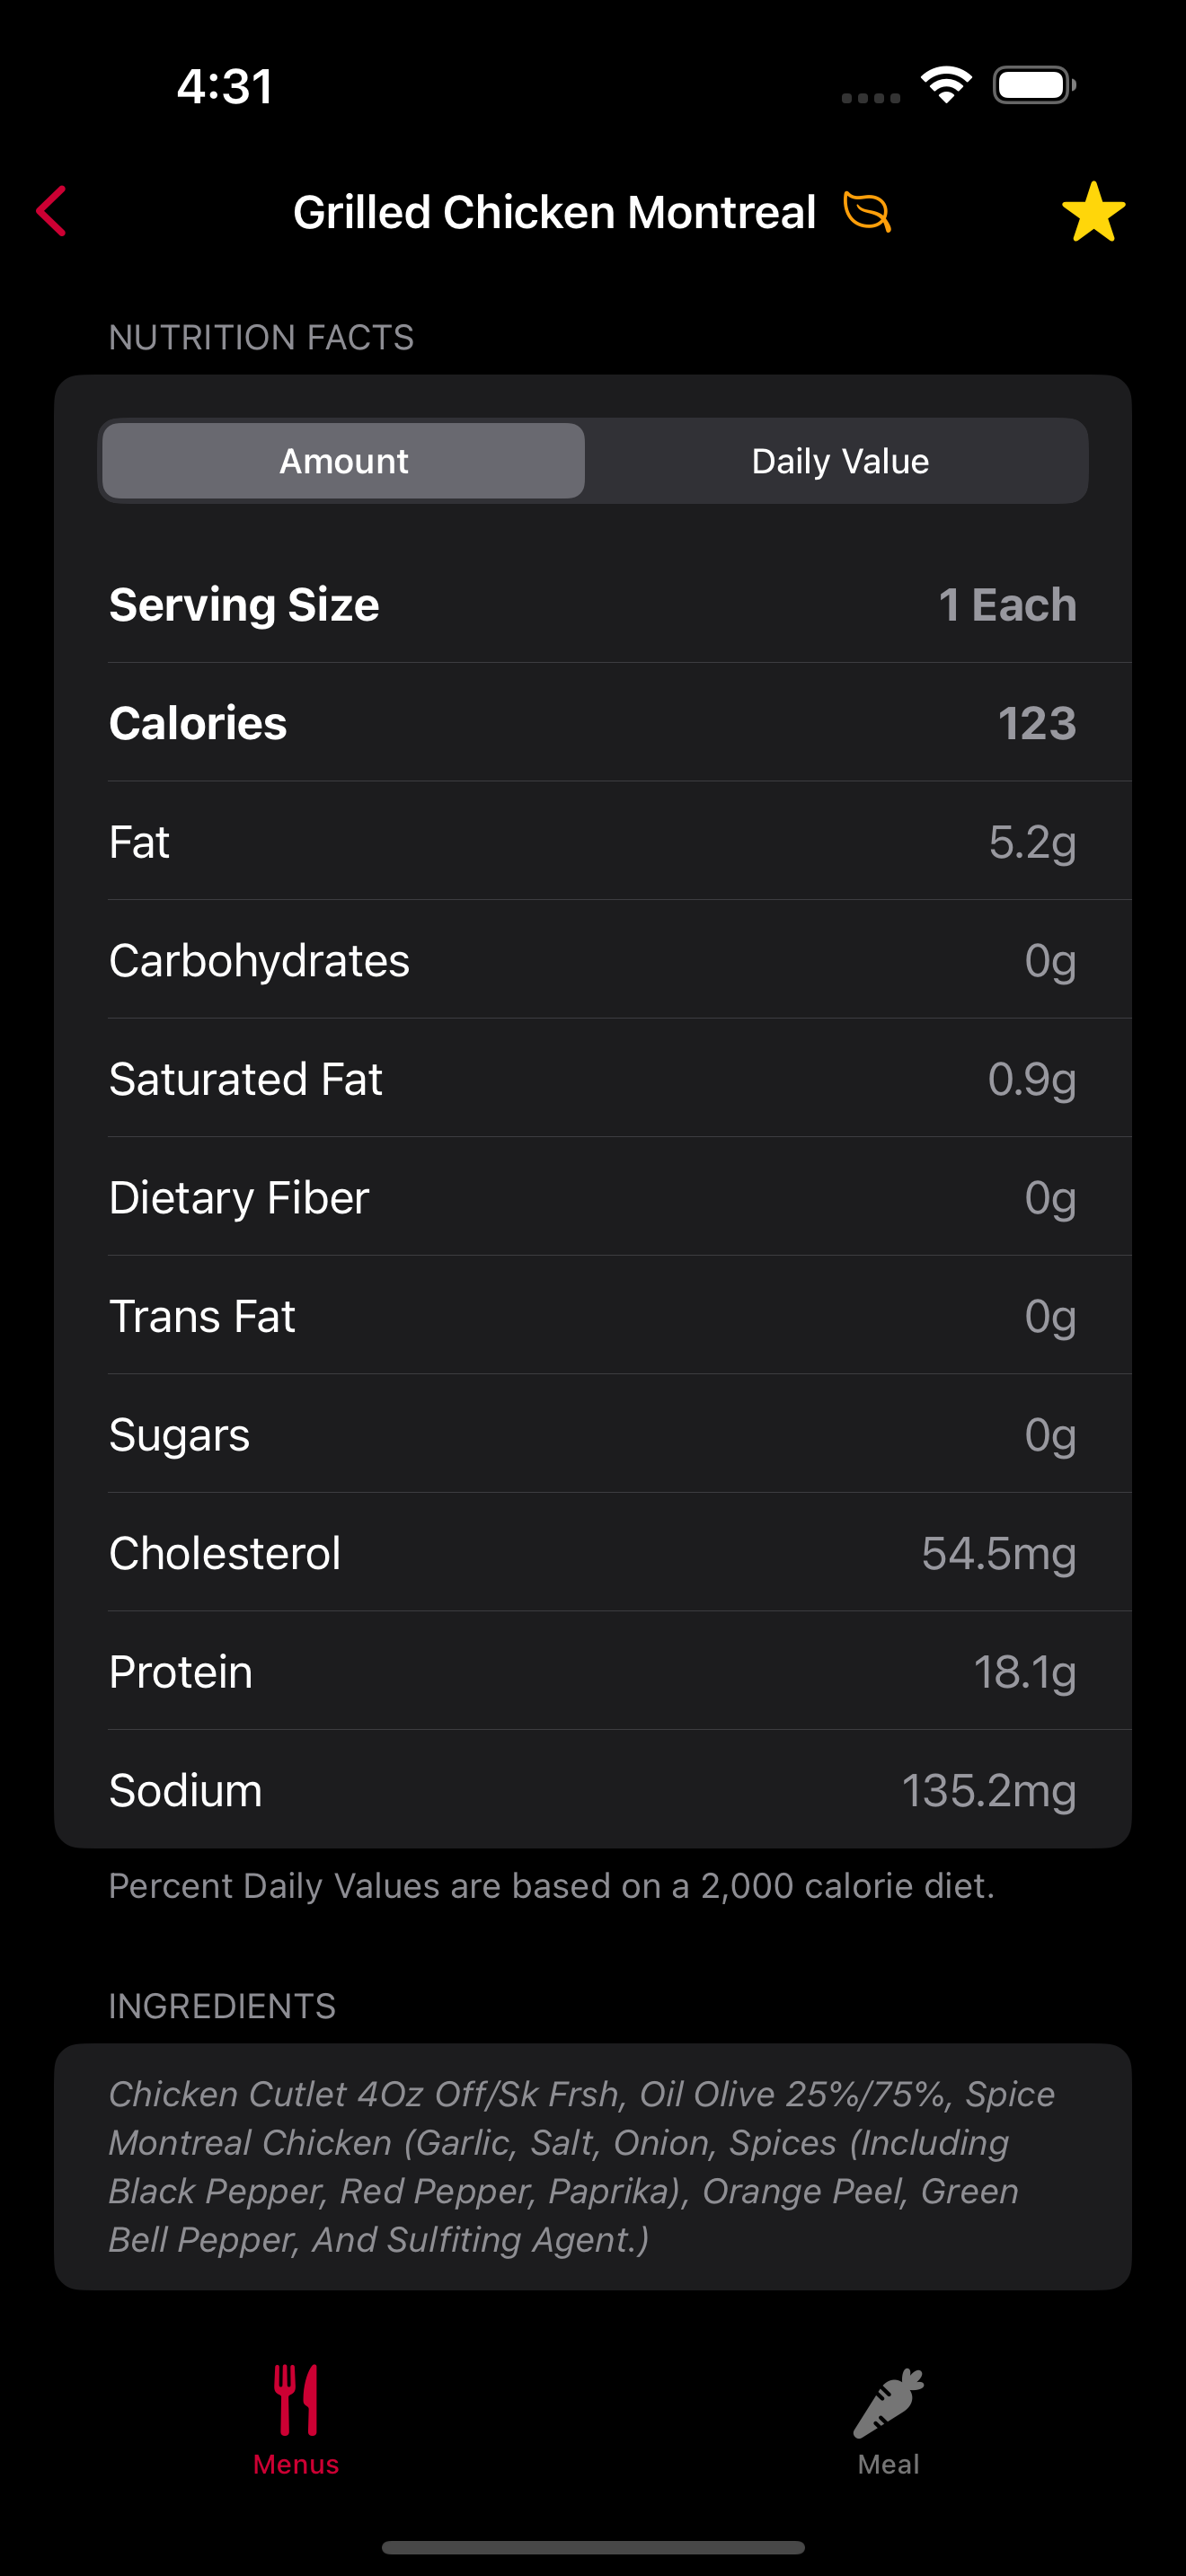 4:31
Grilled Chicken Montreal
NUTRITION FACTS
Amount Daily Value
Serving Size 1 Each
Calories 123
Fat 5.2g
Carbohydrates 0g
Saturated Fat 0.9g
Dietary Fiber 0g
Trans Fat 0g
Sugars 0g
Cholesterol 54.5mg
Protein 18.1g
Sodium 135.2mg
Percent Daily Values are based on a 2,000 calorie diet.
INGREDIENTS
Chicken Cutlet 4Oz Off/Sk Frsh, Oil Olive 25%/75%, Spice
Montreal Chicken (Garlic, Salt, Onion, Spices (Including
Black Pepper, Red Pepper, Paprika), Orange Peel, Green
Bell Pepper, And Sulfiting Agent.)
Menus Meal